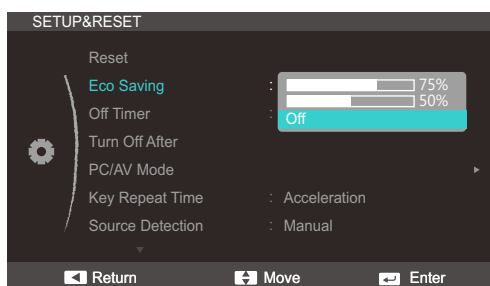 SETUP&RESET
Reset
Eco Saving :
75%
50%
Off
Off Timer :
Turn Off After
PC/AV Mode
Key Repeat Time : Acceleration
Source Detection : Manual
Return Move Enter